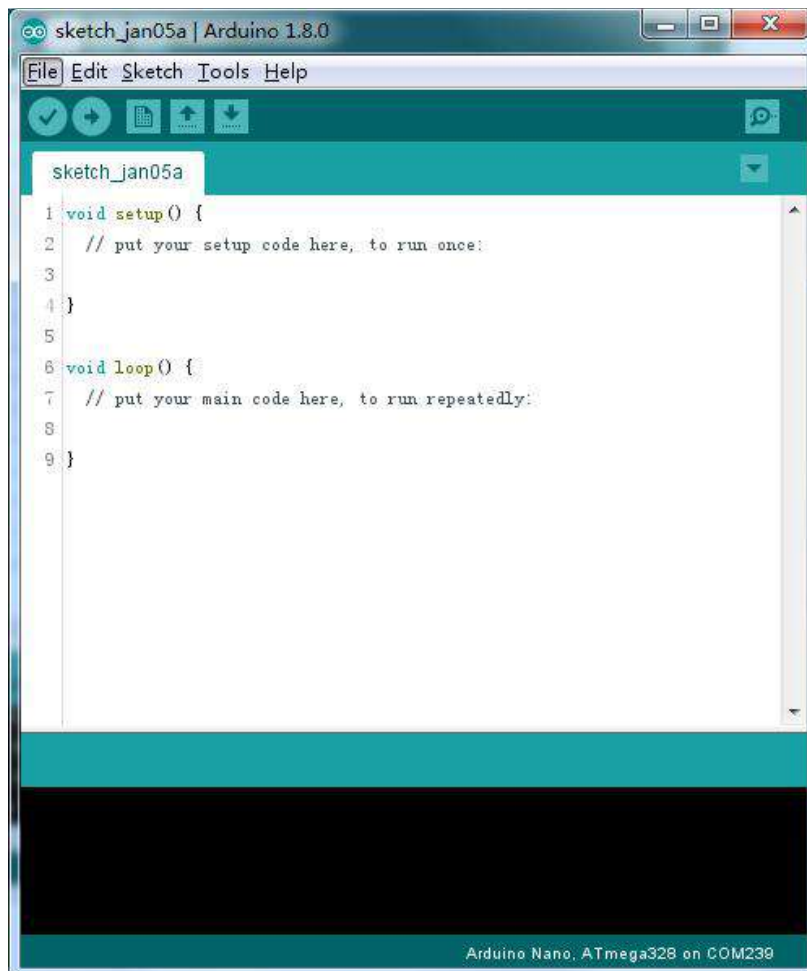 sketch_jan05a | Arduino 1.8.0
File Edit Sketch Tools Help
sketch_jan05a
1 void setup() {
2 // put your setup code here, to run once:
3
4 }
5
6 void loop() {
7 // put your main code here, to run repeatedly:
8
9 }
Arduino Nano, ATmega328 on COM239